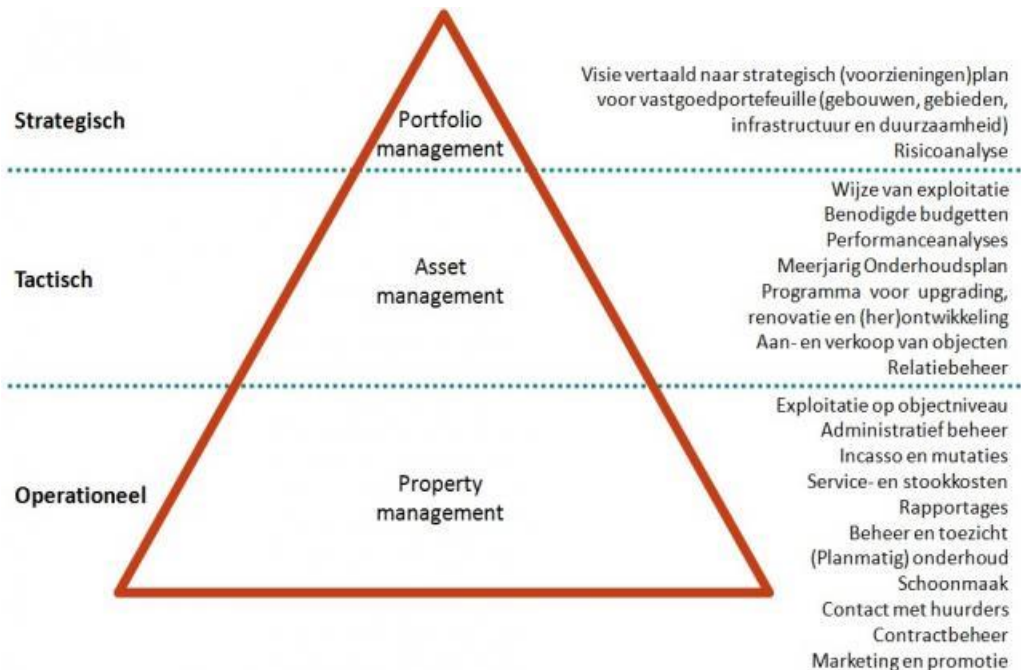 Strategisch
Portfolio
management
Visie vertaald naar strategisch (voorzieningen)plan
voor vastgoedportefeuille (gebouwen, gebieden,
infrastructuur en duurzaamheid)
Risicoanalyse
Tactisch
Asset
management
Wijze van exploitatie
Benodigde budgetten
Performanceanalyses
Meerjarig Onderhoudsplan
Programma voor upgrading,
renovatie en (her)ontwikkeling
Aan- en verkoop van objecten
Relatiebeheer
Operationeel
Property
management
Exploitatie op objectniveau
Administratief beheer
Incasso en mutaties
Service- en stookkosten
Rapportages
Beheer en toezicht
(Planmatig) onderhoud
Schoonmaak
Contact met huurders
Contractbeheer
Marketing en promotie